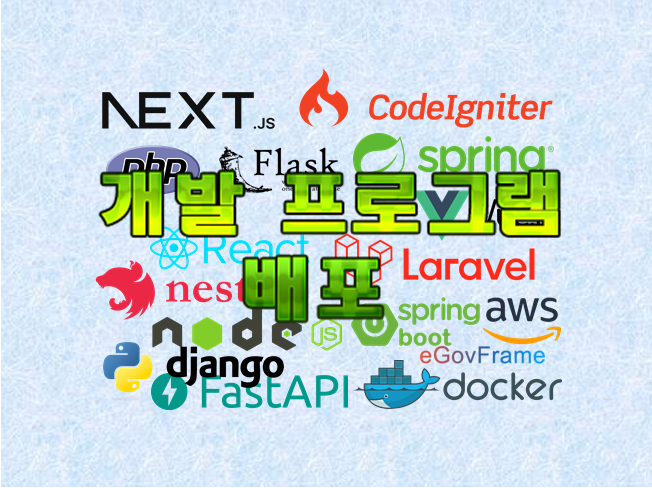 NEXT.JS
CodeIgniter
php
Flask
spring
개발 프로그램
React
Laravel
nest
배포
node
JS
spring
boot
aws
eGovFrame
django
FastAPI
docker